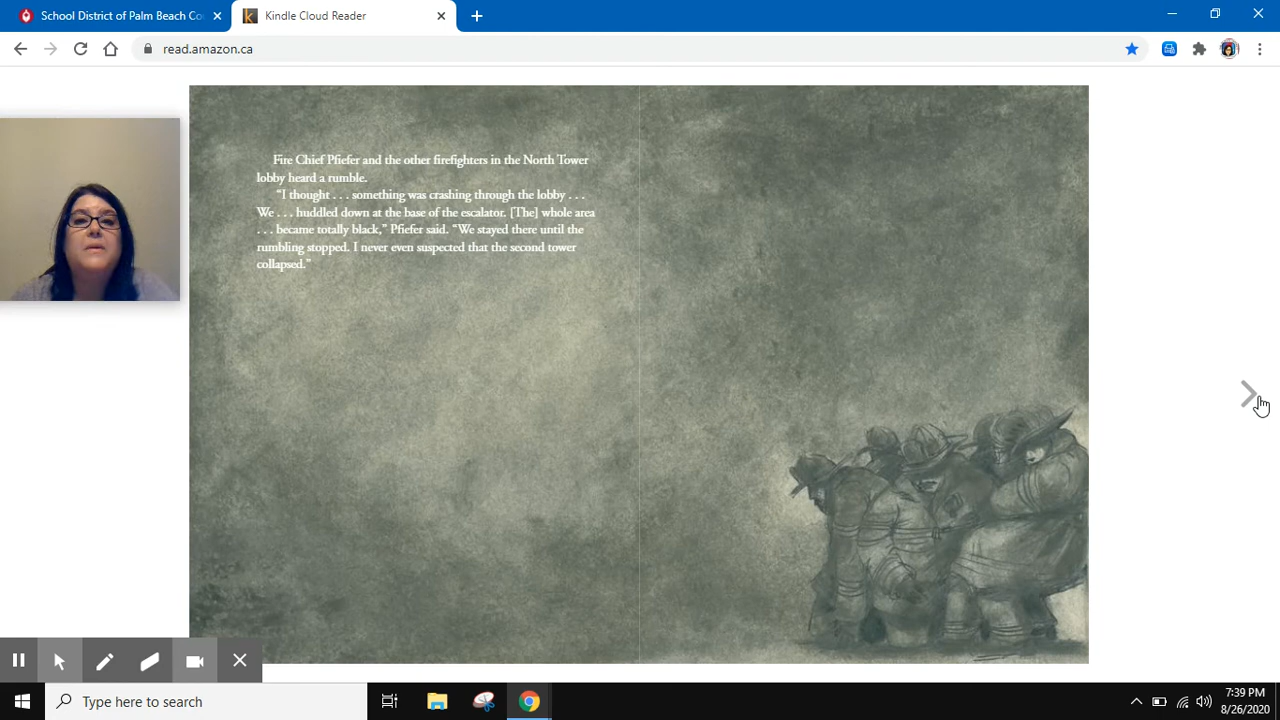 School District of Palm Beach Co
Kindle Cloud Reader
read.amazon.ca
Fire Chief Pfiefer and the other firefighters in the North Tower
lobby heard a rumble.
“I thought . . . something was crashing through the lobby . . .
We . . . huddled down at the base of the escalator. [The] whole area
. . . became totally black,” Pfiefer said. “We stayed there until the
rumbling stopped. I never even suspected that the second tower
collapsed.”
Type here to search
7:39 PM
8/26/2020